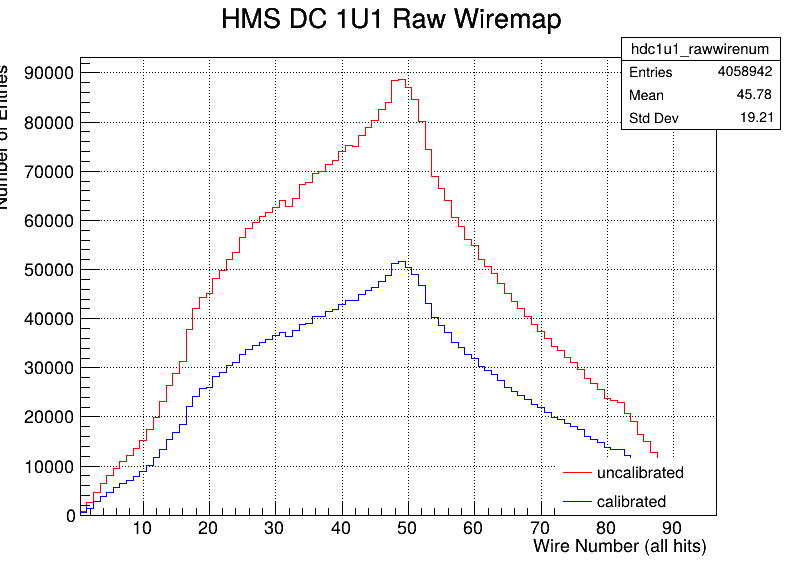 HMS DC 1U1 Raw Wiremap
hdc1u1_rawwirenum
Entries 4058942
Mean 45.78
Std Dev 19.21
Number of Entries
90000
80000
70000
60000
50000
40000
30000
20000
10000
0
10 20 30 40 50 60 70 80 90
uncalibrated
calibrated
Wire Number (all hits)